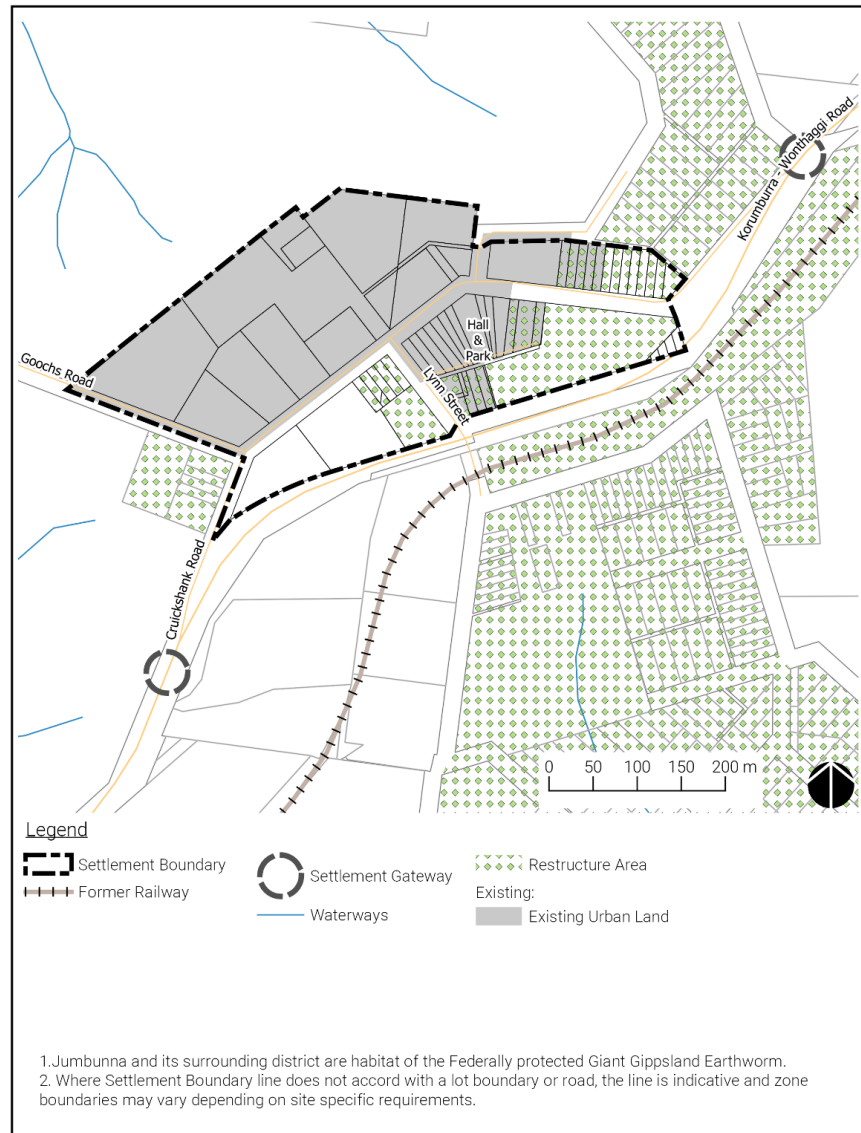 Korumburra - Wonthaggi Road
Goochs Road
Hall
&
Park
Lynn Street
Cruickshank Road
0 50 100 150 200 m
Legend
Settlement Boundary
Former Railway
Settlement Gateway
Waterways
Restructure Area
Existing:
Existing Urban Land
1.Jumbunna and its surrounding district are habitat of the Federally protected Giant Gippsland Earthworm.
2. Where Settlement Boundary line does not accord with a lot boundary or road, the line is indicative and zone
boundaries may vary depending on site specific requirements.